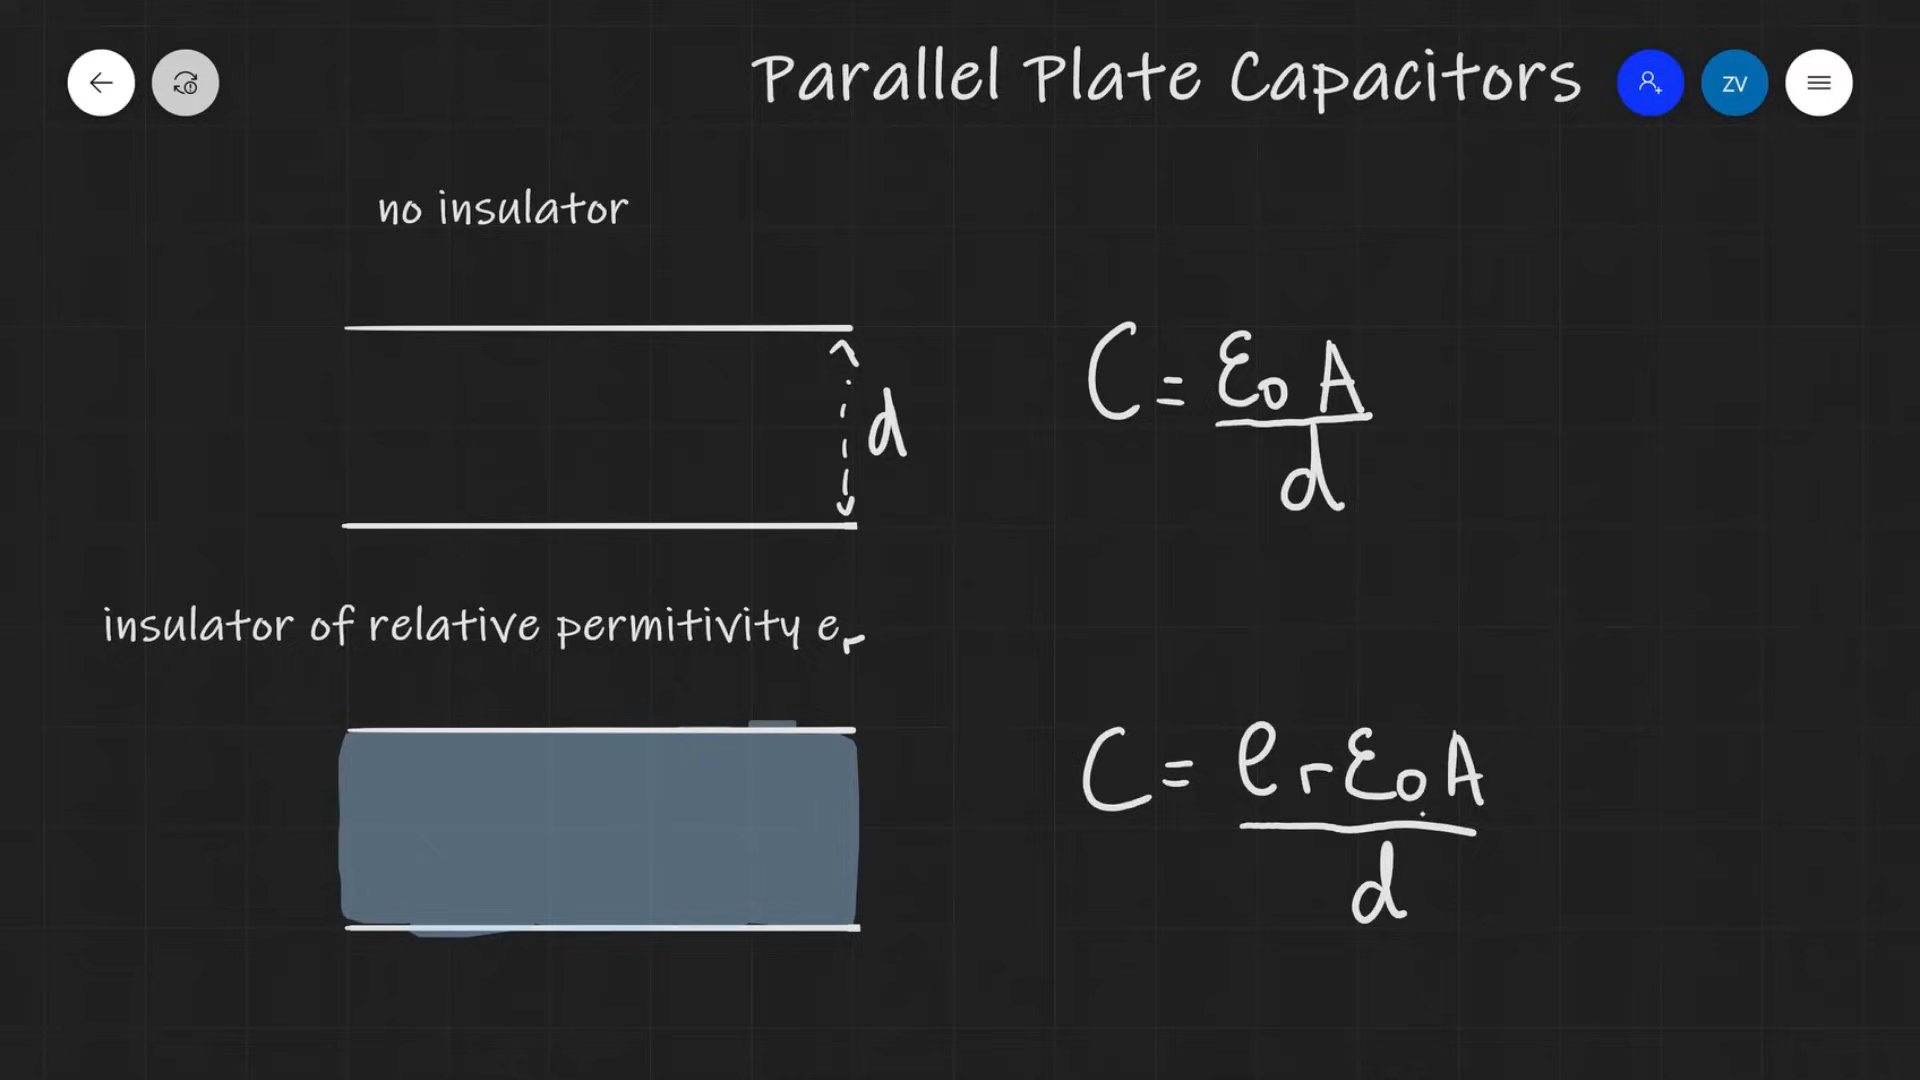 Parallel Plate Capacitors
ZV
no insulator
d
C = ε₀ A / d
insulator of relative permitivity eᵣ
C = eᵣ ε₀ A / d